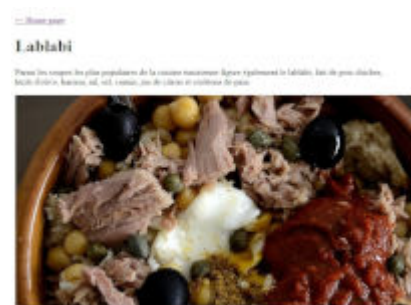 ← Home page
Lablabi
Parmi les soupes les plus populaires de la cuisine tunisienne figure également le lablabi, fait de pois chiches,
huile d'olive, harissa, sel, cumin, jus de citron et croûtons de pain.